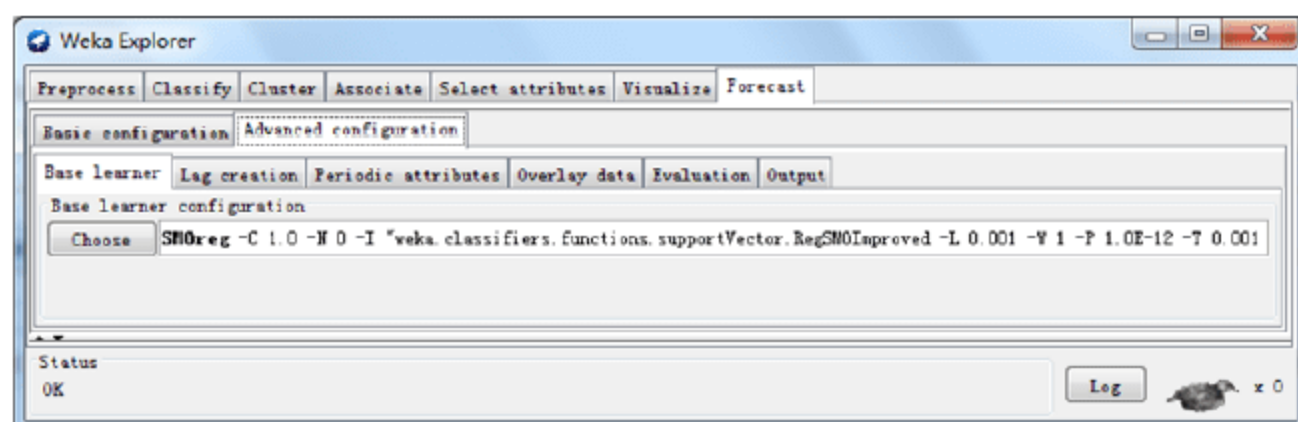 Weka Explorer
Preprocess Classify Cluster Associate Select attributes Visualize Forecast
Basic configuration Advanced configuration
Base learner Lag creation Periodic attributes Overlay data Evaluation Output
Base learner configuration
Choose SMOreg -C 1.0 -N 0 -I "weka.classifiers.functions.supportVector.RegSMOImproved -L 0.001 -W 1 -P 1.0E-12 -T 0.001
Status
OK
Log x 0